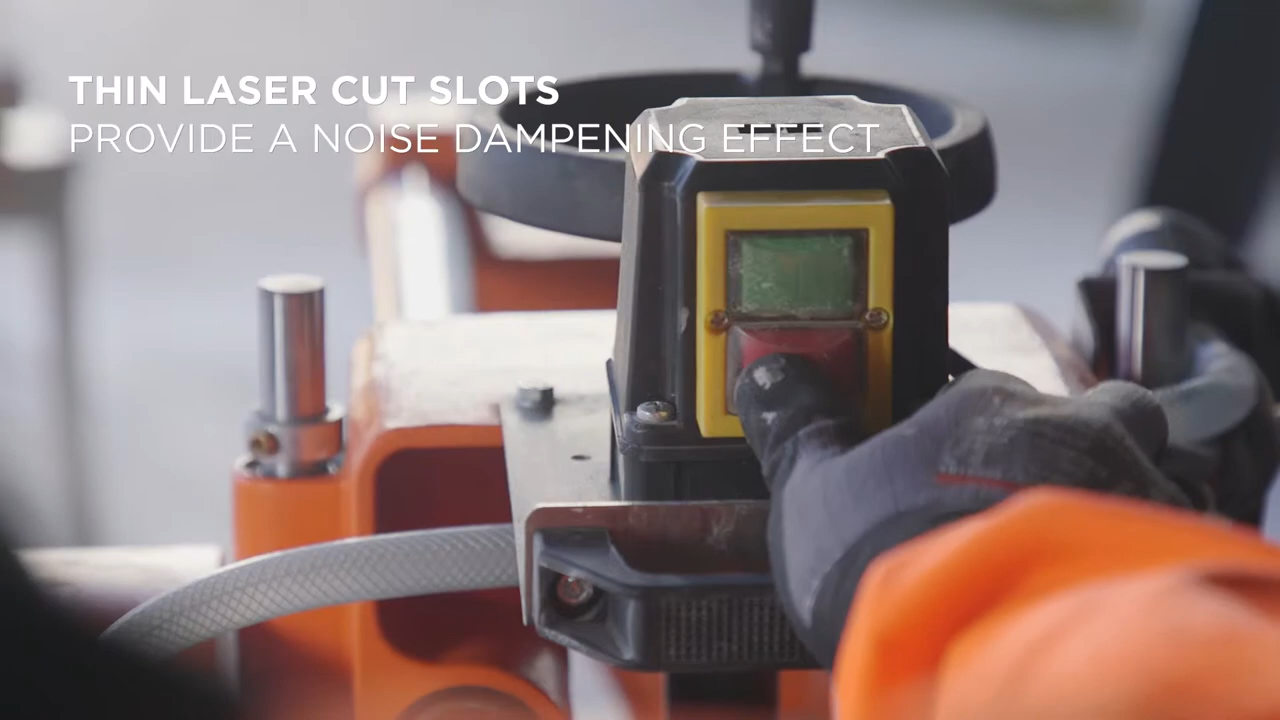 THIN LASER CUT SLOTS
PROVIDE A NOISE DAMPENING EFFECT